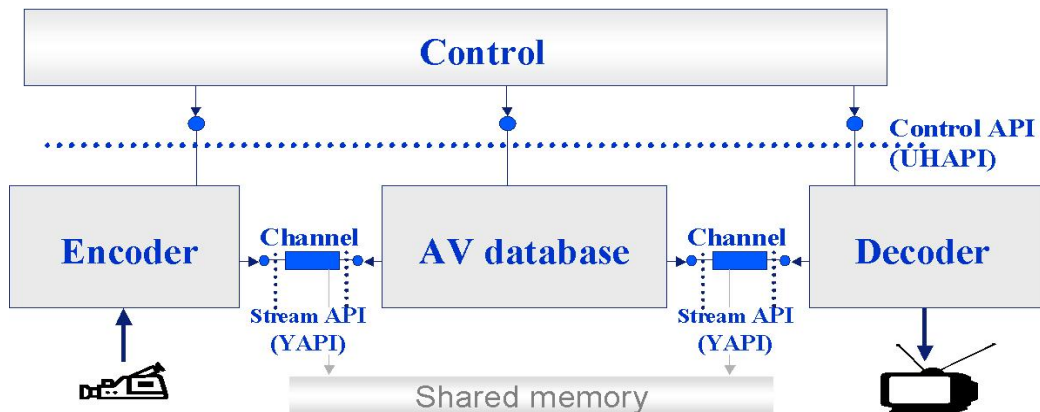 Control
Control API
(UHAPI)
Encoder
Channel
AV database
Channel
Decoder
Stream API
(YAPI)
Stream API
(YAPI)
Shared memory